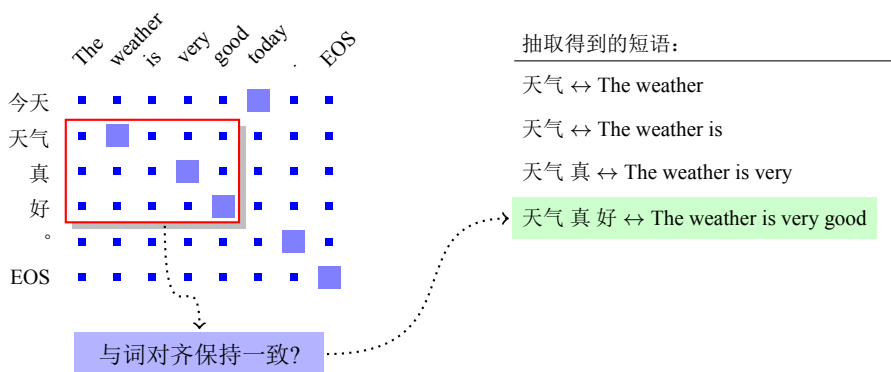 The weather is very good today . EOS
今天
天气
真
好
。
EOS
与词对齐保持一致?
抽取得到的短语：
天气 ↔ The weather
天气 ↔ The weather is
天气 真 ↔ The weather is very
天气 真 好 ↔ The weather is very good